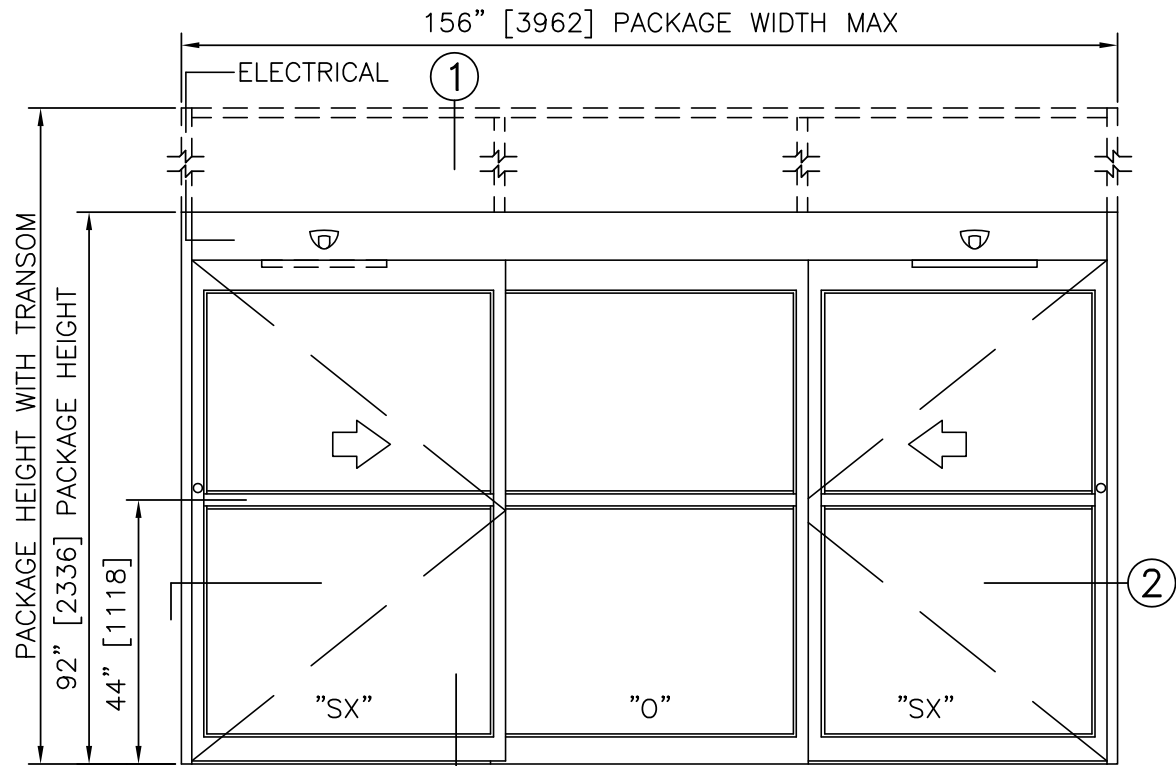 156” [3962] PACKAGE WIDTH MAX
ELECTRICAL
1
PACKAGE HEIGHT WITH TRANSOM
92” [2336] PACKAGE HEIGHT
44” [1118]
2
”SX”
”O”
”SX”